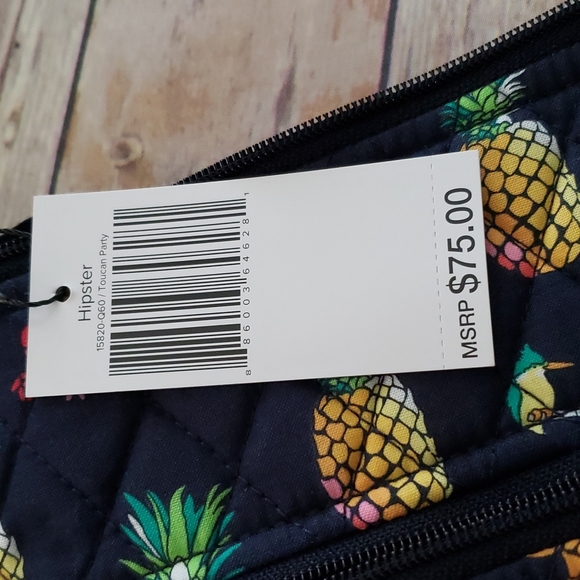 Hipster
15820-Q60 / Toucan Party
8 86003 64628 1
MSRP $75.00